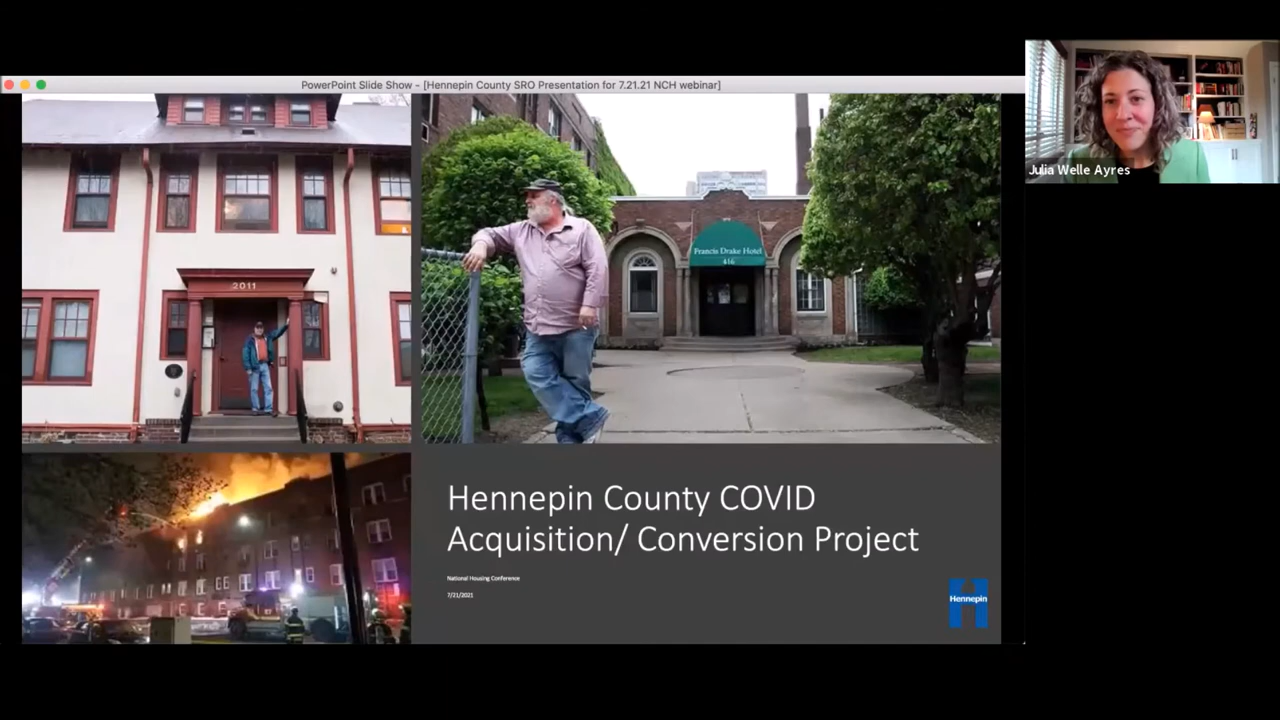 PowerPoint Slide Show - [Hennepin County SRO Presentation for 7.21.21 NCH webinar]
Julia Welle Ayres
2011
Francis Drake Hotel
416
Hennepin County COVID
Acquisition/ Conversion Project
National Housing Conference
7/21/2021
Hennepin